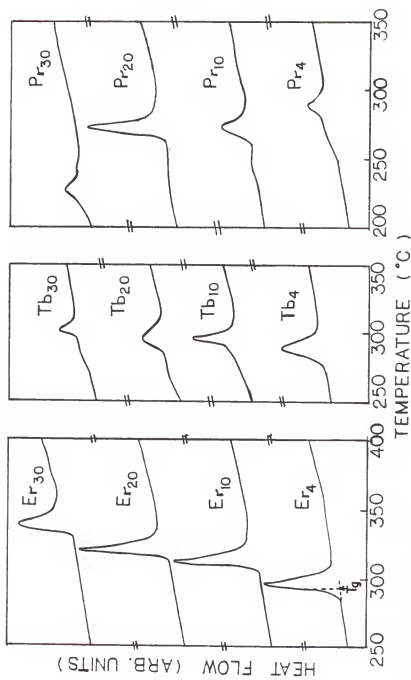 HEAT FLOW (ARB. UNITS)
Er30
Er20
Er10
Er4
Tg
250 300 350 400
Tb30
Tb20
Tb10
Tb4
250 300 350
Pr30
Pr20
Pr10
Pr4
200 250 300 350
TEMPERATURE (°C)